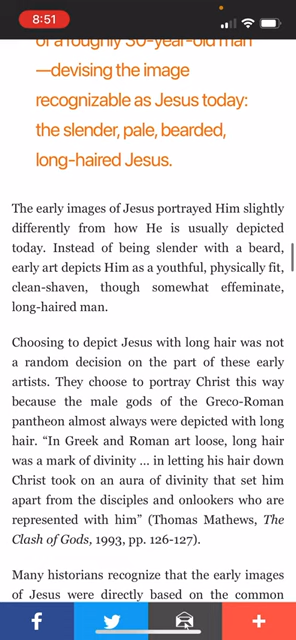 8:51
of a roughly 30-year-old man
—devising the image
recognizable as Jesus today:
the slender, pale, bearded,
long-haired Jesus.
The early images of Jesus portrayed Him slightly
differently from how He is usually depicted
today. Instead of being slender with a beard,
early art depicts Him as a youthful, physically fit,
clean-shaven, though somewhat effeminate,
long-haired man.
Choosing to depict Jesus with long hair was not
a random decision on the part of these early
artists. They choose to portray Christ this way
because the male gods of the Greco-Roman
pantheon almost always were depicted with long
hair. “In Greek and Roman art loose, long hair
was a mark of divinity … in letting his hair down
Christ took on an aura of divinity that set him
apart from the disciples and onlookers who are
represented with him” (Thomas Mathews, The
Clash of Gods, 1993, pp. 126-127).
Many historians recognize that the early images
of Jesus were directly based on the common